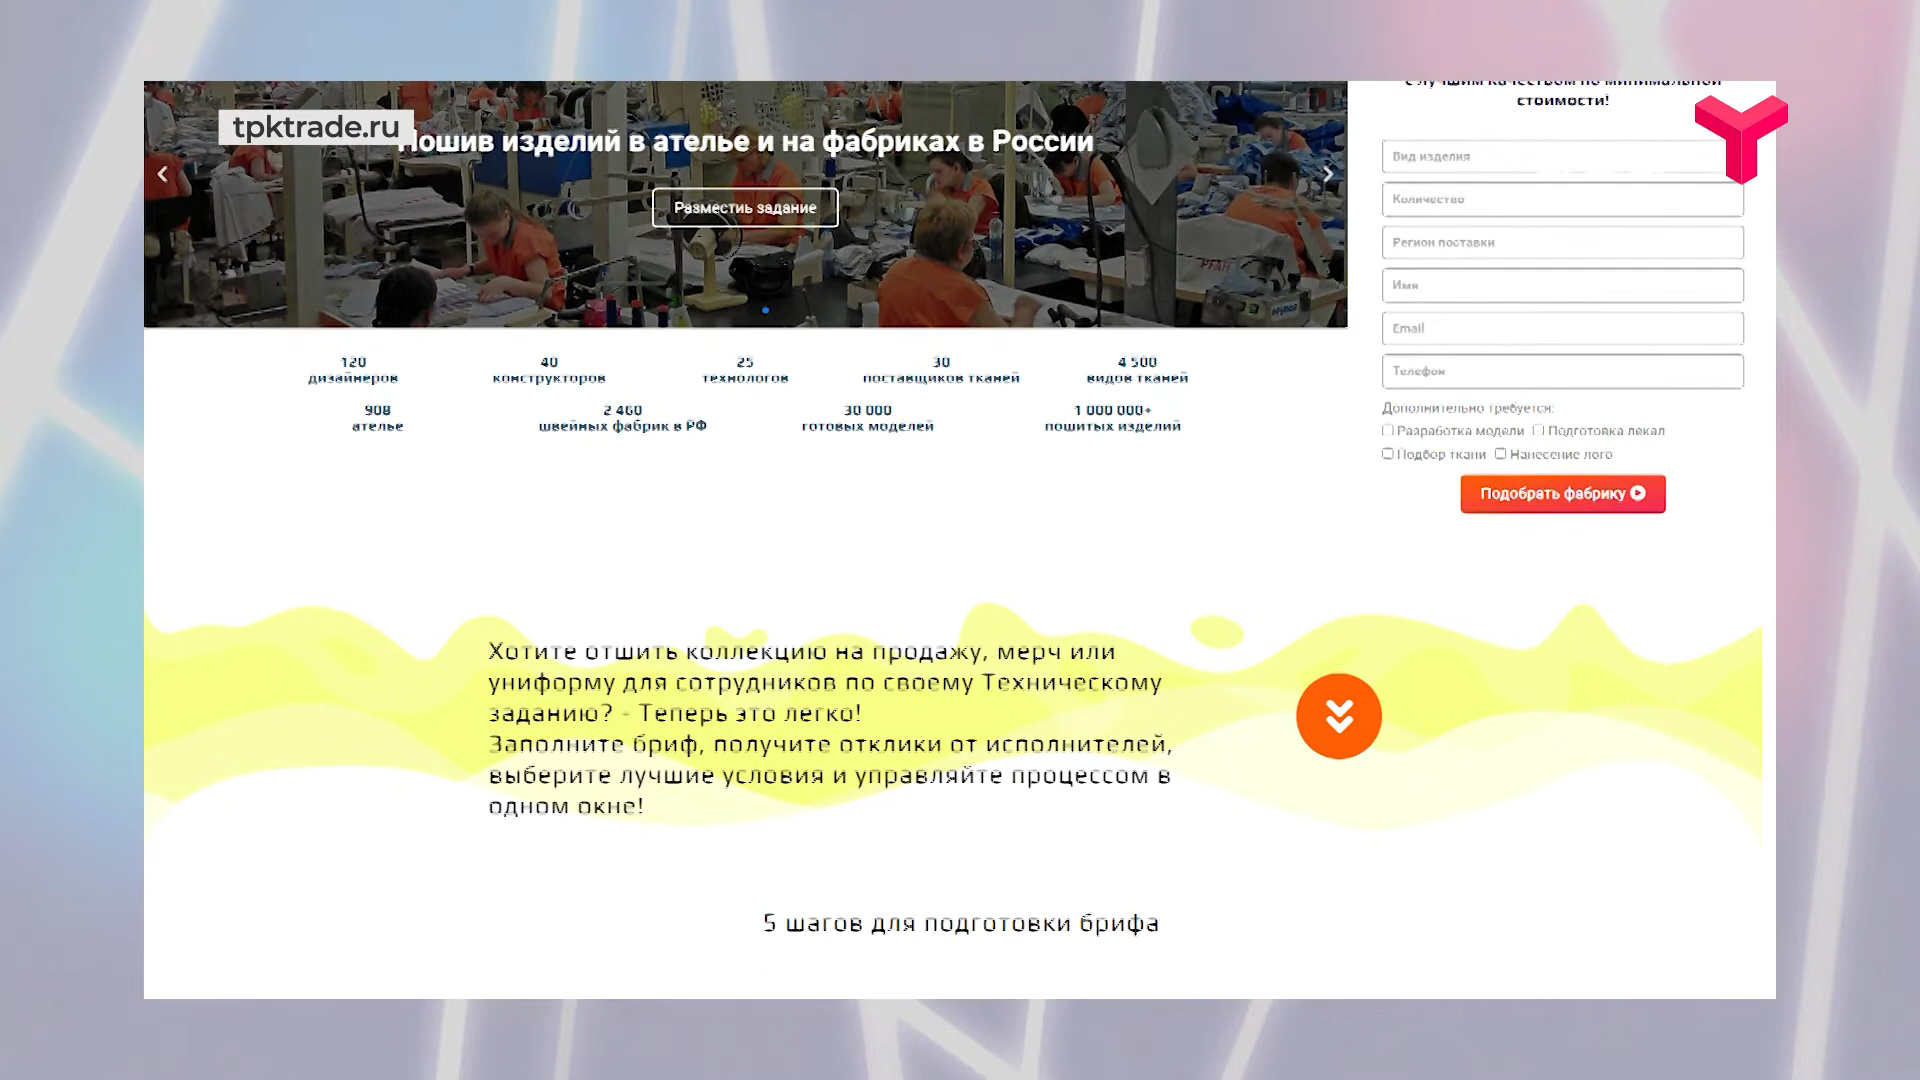 tpktrade.ru
Пошив изделий в ателье и на фабриках в России
Разместить задание
с лучшим качеством по минимальной
стоимости!
Вид изделия
Количество
Регион поставки
Имя
Email
Телефон
Дополнительно требуется:
Разработка модели Подготовка лекал
Подбор ткани Нанесение лого
Подобрать фабрику
120
дизайнеров
40
конструкторов
25
технологов
30
поставщиков тканей
4 500
видов тканей
908
ателье
2 460
швейных фабрик в РФ
30 000
готовых моделей
1 000 000+
пошитых изделий
Хотите отшить коллекцию на продажу, мерч или
униформу для сотрудников по своему Техническому
заданию? - Теперь это легко!
Заполните бриф, получите отклики от исполнителей,
выберите лучшие условия и управляйте процессом в
одном окне!
5 шагов для подготовки брифа